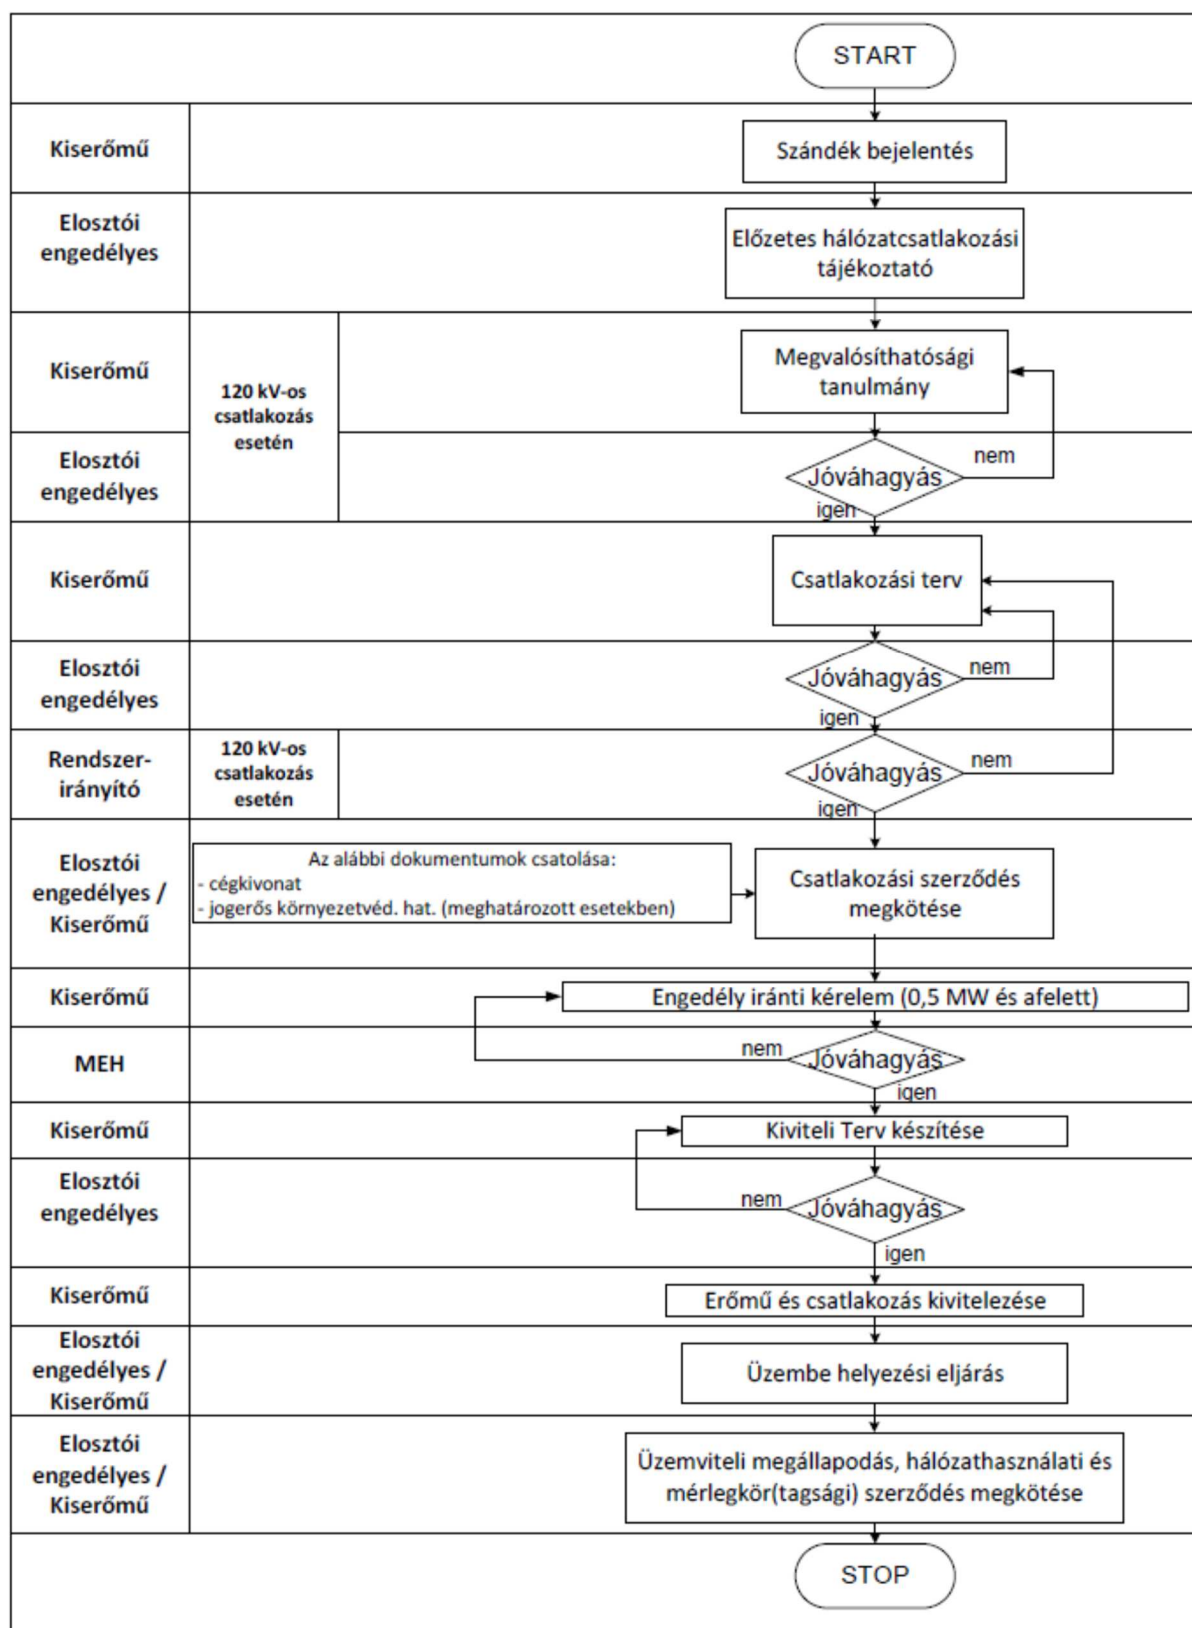 START
Kiserőmű
Szándék bejelentés
Elosztói
engedélyes
Előzetes hálózatcsatlakozási
tájékoztató
Kiserőmű
120 kV-os
csatlakozás
esetén
Megvalósíthatósági
tanulmány
Elosztói
engedélyes
Jóváhagyás
nem
igen
Kiserőmű
Csatlakozási terv
Elosztói
engedélyes
Jóváhagyás
nem
igen
Rendszer-
irányító
120 kV-os
csatlakozás
esetén
Jóváhagyás
nem
igen
Elosztói
engedélyes /
Kiserőmű
Az alábbi dokumentumok csatolása:
- cégkivonat
- jogerős környezetvéd. hat. (meghatározott esetekben)
Csatlakozási szerződés
megkötése
Kiserőmű
Engedély iránti kérelem (0,5 MW és afelett)
MEH
nem
Jóváhagyás
igen
Kiserőmű
Kiviteli Terv készítése
Elosztói
engedélyes
nem
Jóváhagyás
igen
Kiserőmű
Erőmű és csatlakozás kivitelezése
Elosztói
engedélyes /
Kiserőmű
Üzembe helyezési eljárás
Elosztói
engedélyes /
Kiserőmű
Üzemviteli megállapodás, hálózathasználati és
mérlegkör(tagsági) szerződés megkötése
STOP